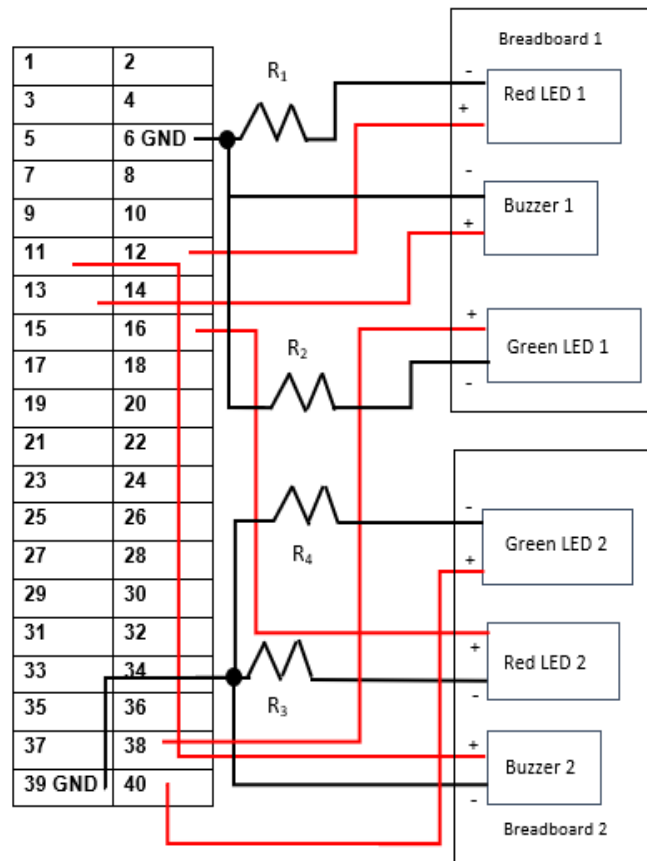 Breadboard 1
1 2
R1
- Red LED 1
3 4
+
5 6 GND
7 8
-
9 10
Buzzer 1
+
11 12
13 14
15 16
+
R2
Green LED 1
17 18
-
19 20
21 22
23 24
25 26
-
Green LED 2
R4
27 28
+
29 30
31 32
+
Red LED 2
33 34
-
R3
35 36
37 38
+
Buzzer 2
39 GND 40
-
Breadboard 2